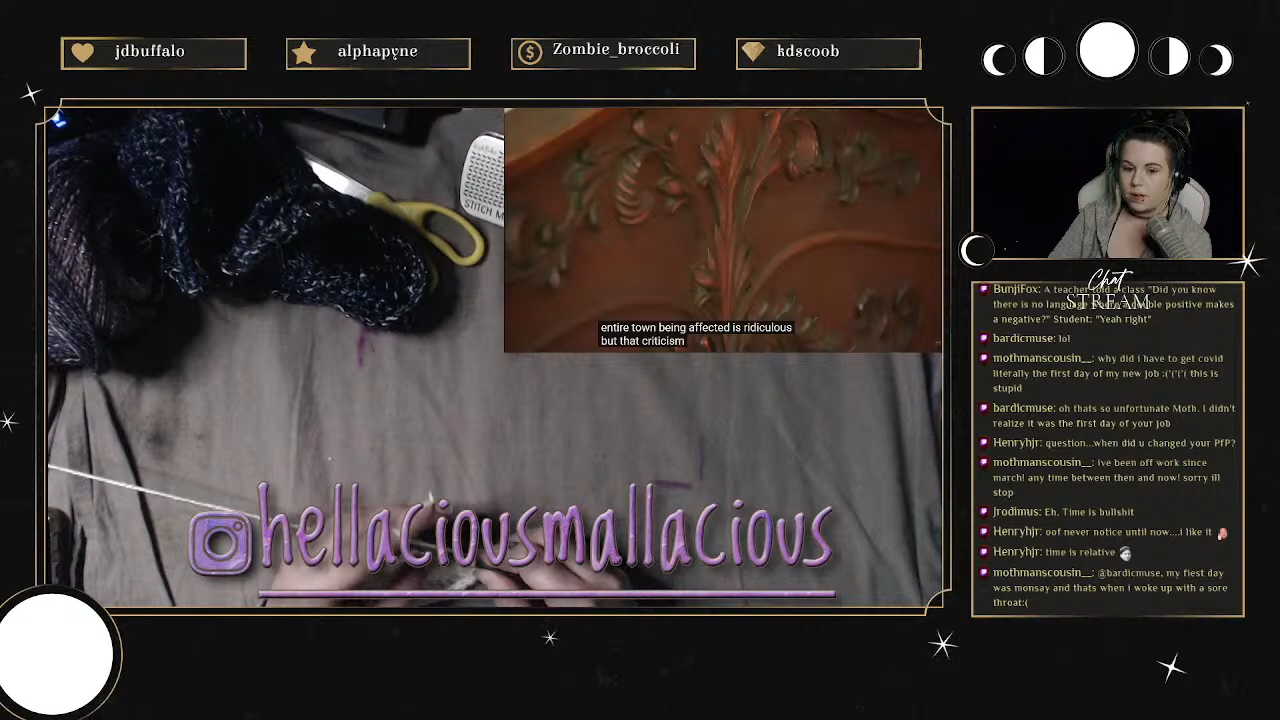 jdbuffalo
alphapyne
Zombie_broccoli
kdscoob
STITCH M
entire town being affected is ridiculous
but that criticism
hellaciousmallacious
Chat
STREAM
BunjiFox: A teacher told a class "Did you know
there is no language where a double positive makes
a negative?" Student: "Yeah right"
bardicmuse: lol
mothmanscousin__: why did i have to get covid
literally the first day of my new job :('('('( this is
stupid
bardicmuse: oh thats so unfortunate Moth. I didn't
realize it was the first day of your job
Henryhjr: question...when did u changed your PfP?
mothmanscousin__: ive been off work since
march! any time between then and now! sorry ill
stop
Jrodimus: Eh. Time is bullshit
Henryhjr: oof never notice until now....i like it
Henryhjr: time is relative
mothmanscousin__: @bardicmuse, my fiest day
was monsay and thats when i woke up with a sore
throat:(